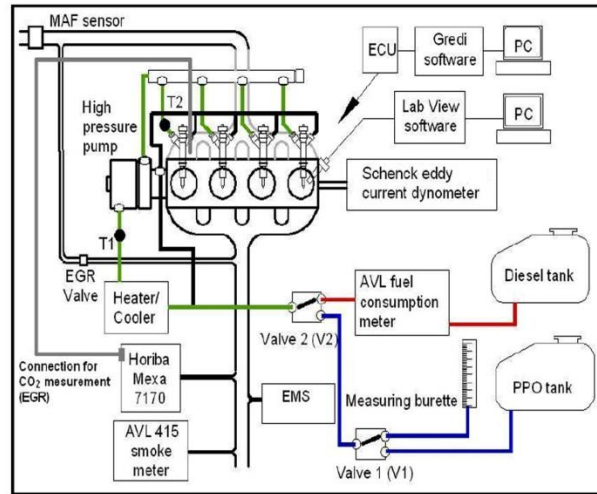 MAF sensor
ECU
Gredi
software
PC
T2
High
pressure
pump
Lab View
software
PC
Schenck eddy
current dynometer
T1
EGR
Valve
Heater/
Cooler
AVL fuel
consumption
meter
Diesel tank
Valve 2 (V2)
Connection for
CO2 mesurement
(EGR)
Horiba
Mexa
7170
EMS
Measuring burette
PPO tank
AVL 415
smoke
meter
Valve 1 (V1)